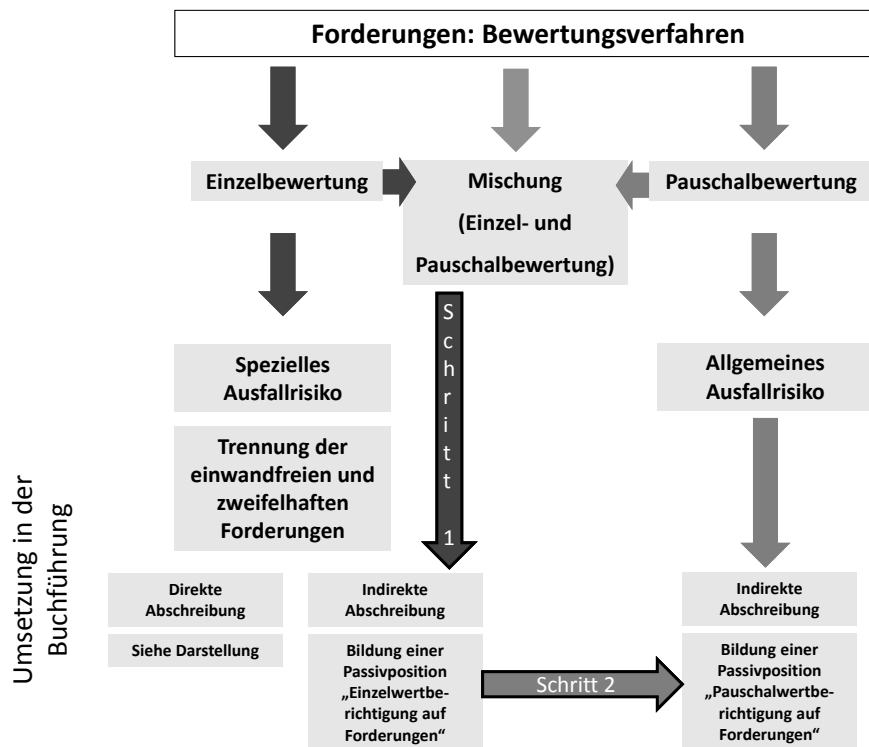 Forderungen: Bewertungsverfahren
Einzelbewertung
Mischung
(Einzel- und
Pauschalbewertung)
Pauschalbewertung
Schritt 1
Spezielles
Ausfallrisiko
Allgemeines
Ausfallrisiko
Trennung der
einwandfreien und
zweifelhaften
Forderungen
Umsetzung in der
Buchführung
Direkte
Abschreibung
Siehe Darstellung
Indirekte
Abschreibung
Bildung einer
Passivposition
„Einzelwertbe-
richtigung auf
Forderungen“
Schritt 2
Indirekte
Abschreibung
Bildung einer
Passivposition
„Pauschalwertbe-
richtigung auf
Forderungen“